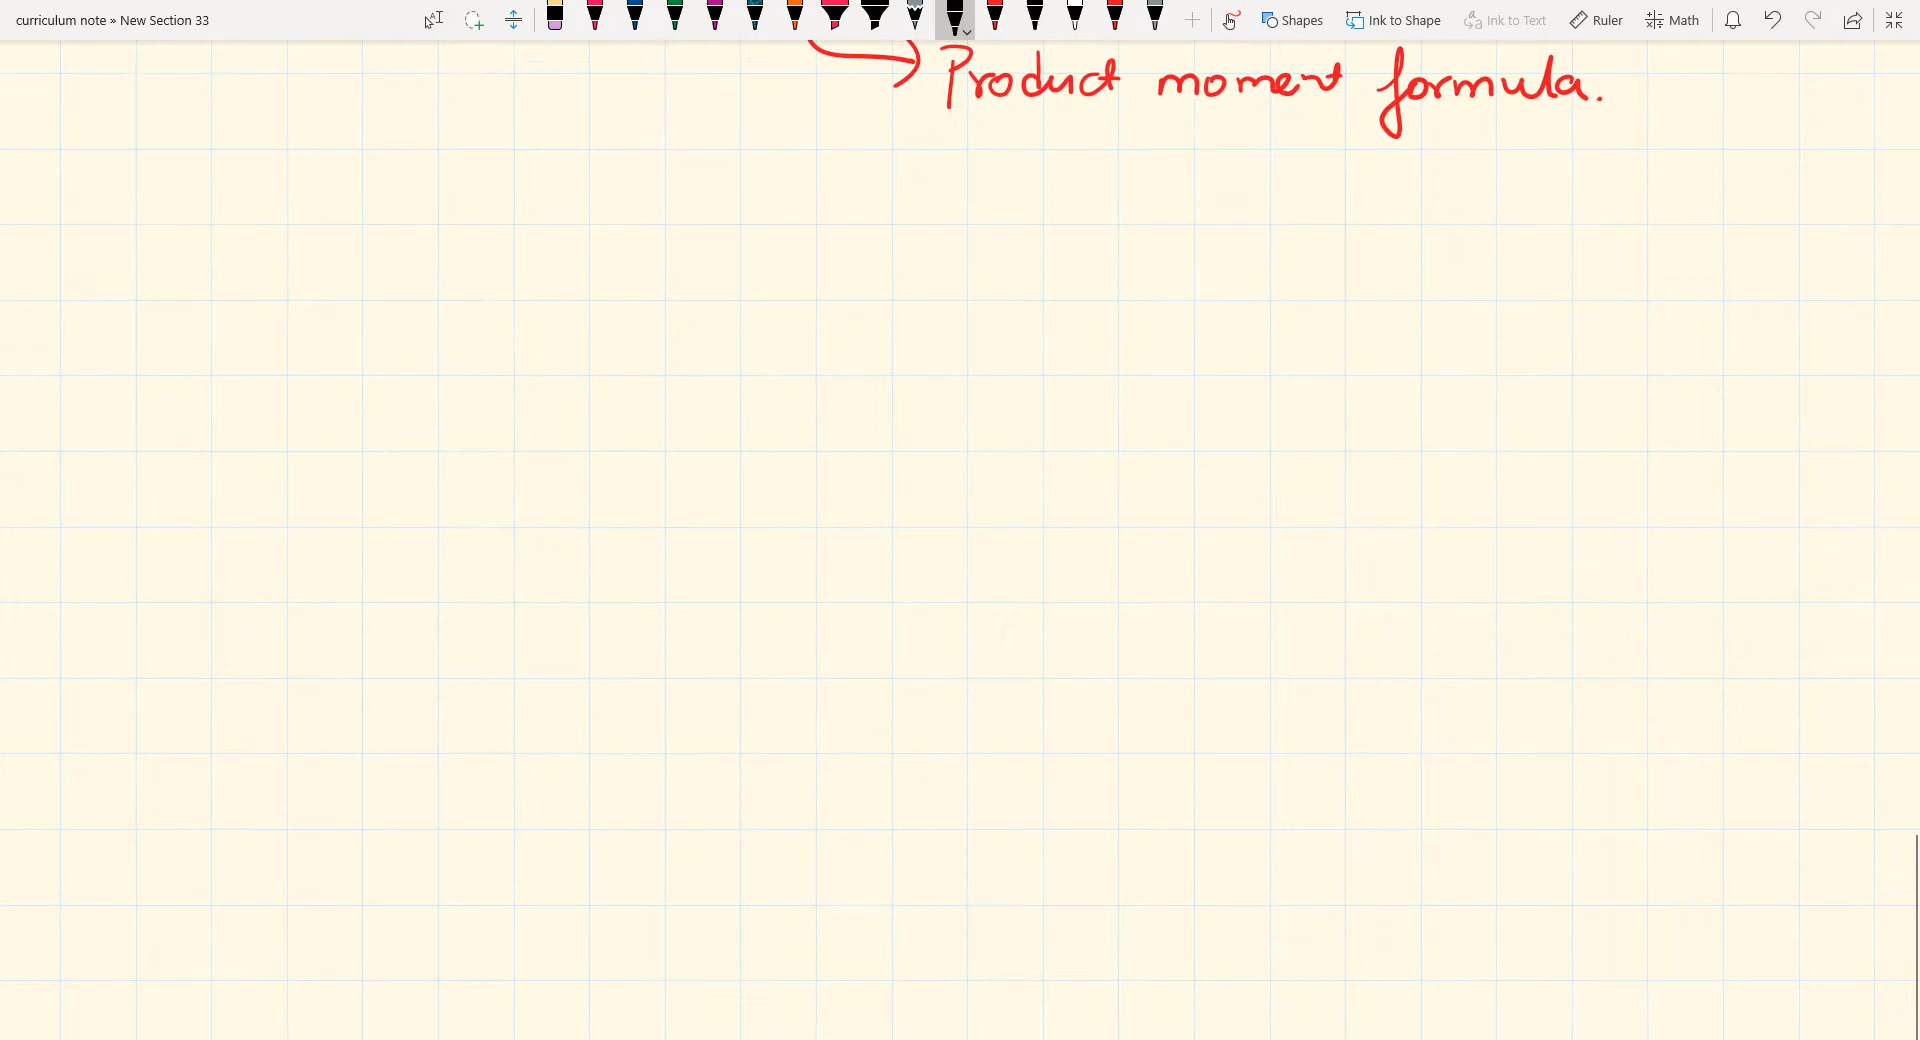 curriculum note » New Section 33
Shapes
Ink to Shape
Ink to Text
Ruler
Math
Product moment formula.